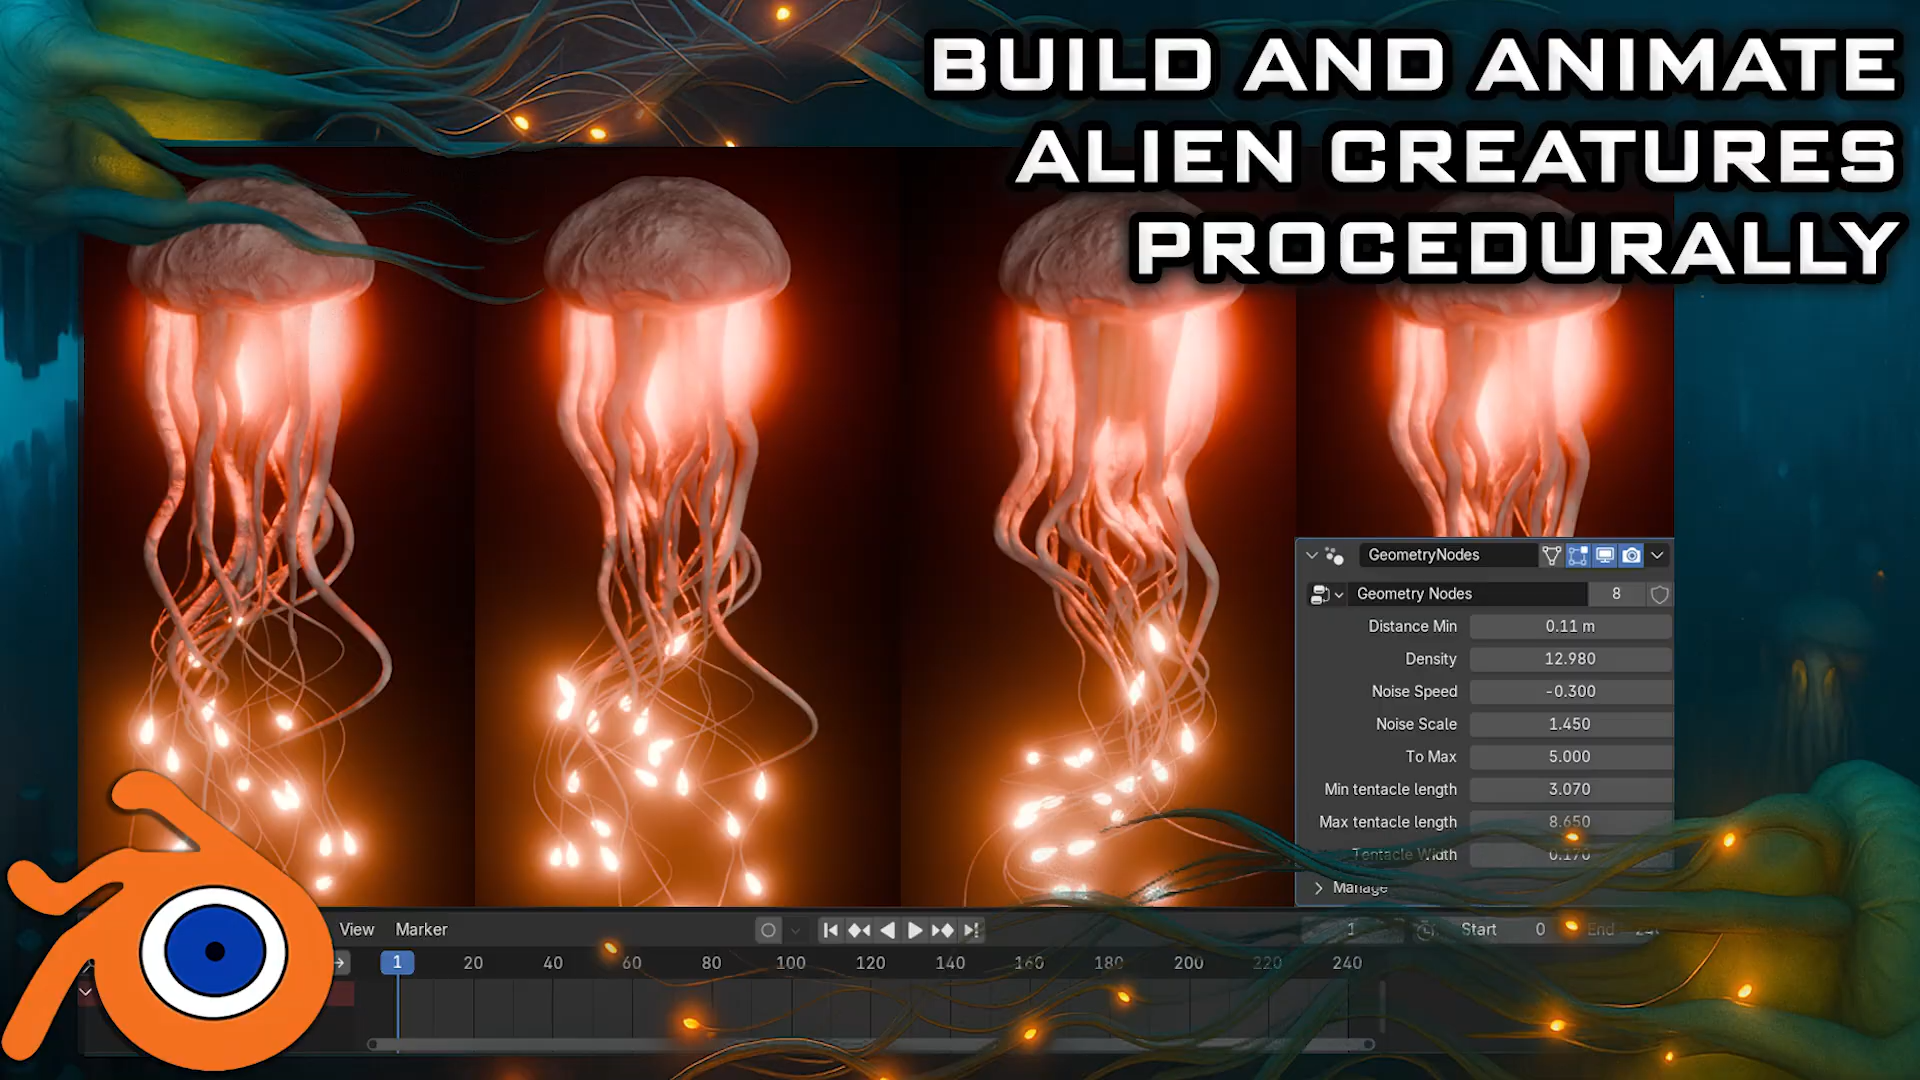 BUILD AND ANIMATE
ALIEN CREATURES
PROCEDURALLY
GeometryNodes
Geometry Nodes 8
Distance Min 0.11 m
Density 12.980
Noise Speed -0.300
Noise Scale 1.450
To Max 5.000
Min tentacle length 3.070
Max tentacle length 8.650
Tentacle Width 0.170
Manage
View Marker 1 Start 0 End
1 20 40 60 80 100 120 140 160 180 200 220 240